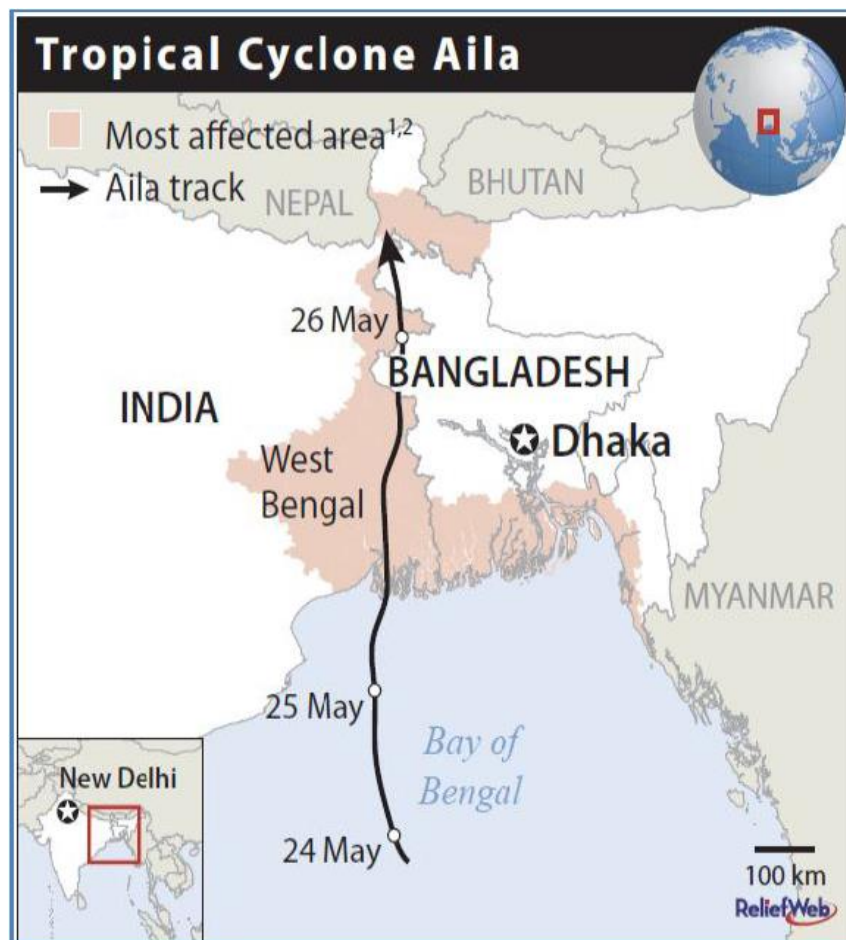 Tropical Cyclone Aila
Most affected area1,2
Aila track
NEPAL
BHUTAN
26 May
BANGLADESH
INDIA
Dhaka
West
Bengal
MYANMAR
25 May
Bay of
Bengal
New Delhi
24 May
100 km
ReliefWeb